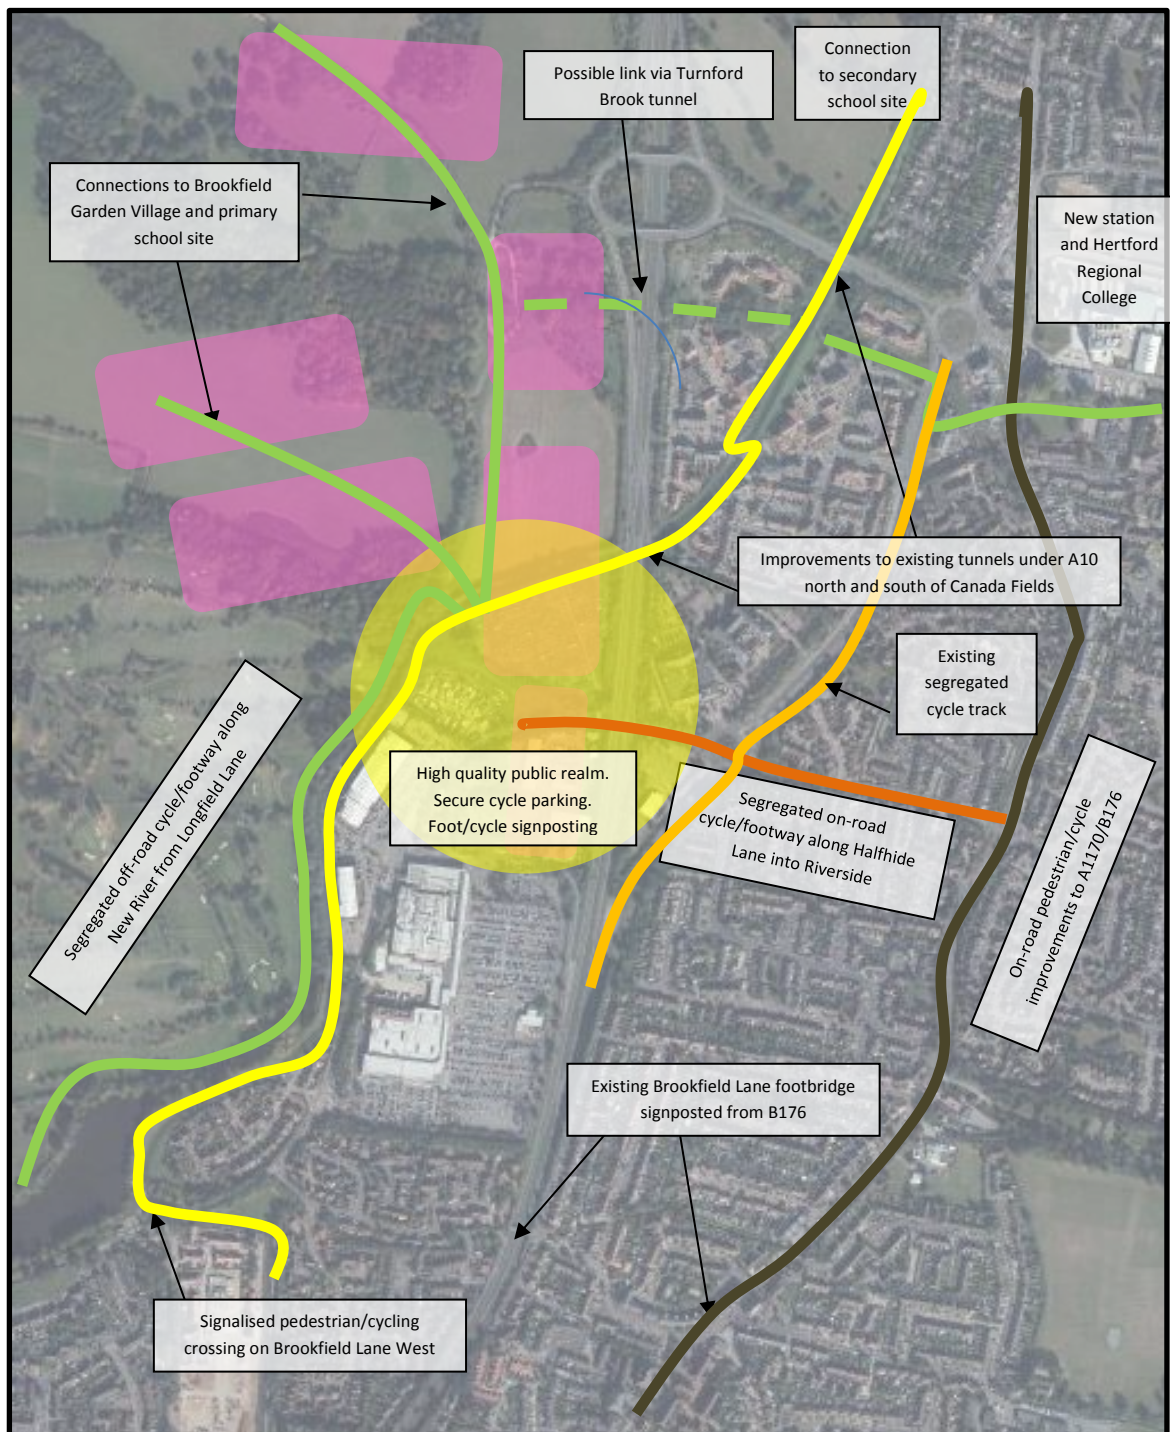 Connection
to secondary
school site
Possible link via Turnford
Brook tunnel
Connections to Brookfield
Garden Village and primary
school site
New station
and Hertford
Regional
College
Improvements to existing tunnels under A10
north and south of Canada Fields
Existing
segregated
cycle track
Segregated off-road cycle/footway along
New River from Longfield Lane
High quality public realm.
Secure cycle parking.
Foot/cycle signposting
Segregated on-road
cycle/footway along Halfhide
Lane into Riverside
On-road pedestrian/cycle
improvements to A1170/B176
Existing Brookfield Lane footbridge
signposted from B176
Signalised pedestrian/cycling
crossing on Brookfield Lane West